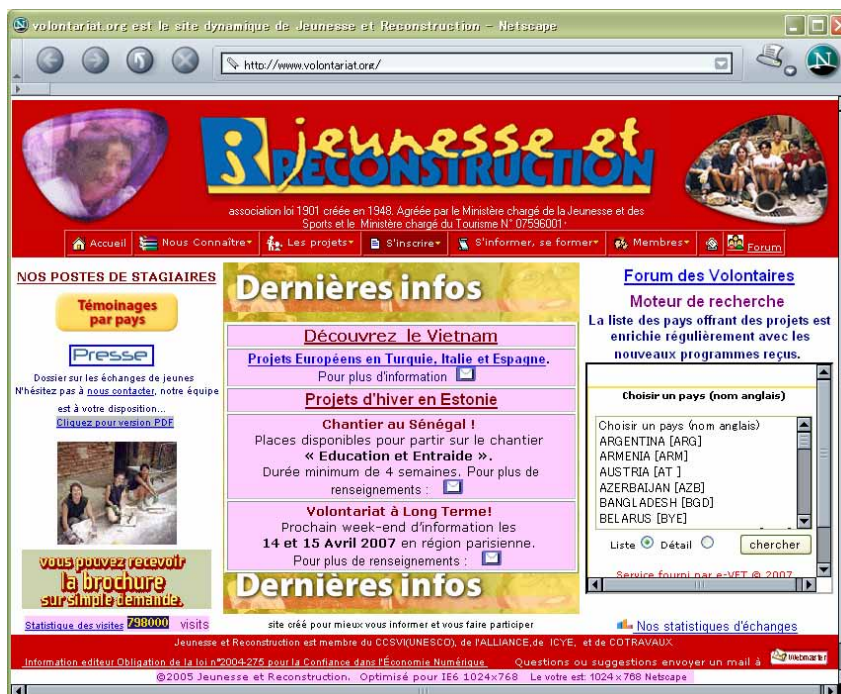 volontariat.org est le site dynamique de Jeunesse et Reconstruction - Netscape
http://www.volontariat.org/
jeunesse et
RECONSTRUCTION
association loi 1901 créée en 1948. Agréée par le Ministère chargé de la Jeunesse et des
Sports et le Ministère chargé du Tourisme N° 07596001
Accueil Nous Connaître Les projets S'inscrire S'informer, se former Membres Forum
NOS POSTES DE STAGIAIRES
Témoinages
par pays
Presse
Dossier sur les échanges de jeunes
N'hésitez pas à nous contacter, notre équipe
est à votre disposition...
Cliquez pour version PDF
vous pouvez recevoir
la brochure
sur simple demande.
Statistique des visites 798000 visits
Dernières infos
Découvrez le Vietnam
Projets Européens en Turquie, Italie et Espagne.
Pour plus d'information
Projets d'hiver en Estonie
Chantier au Sénégal !
Places disponibles pour partir sur le chantier
« Education et Entraide ».
Durée minimum de 4 semaines. Pour plus de
renseignements :
Volontariat à Long Terme!
Prochain week-end d'information les
14 et 15 Avril 2007 en région parisienne.
Pour plus de renseignements :
Dernières infos
site créé pour mieux vous informer et vous faire participer
Forum des Volontaires
Moteur de recherche
La liste des pays offrant des projets est
enrichie régulièrement avec les
nouveaux programmes reçus.
Choisir un pays (nom anglais)
Choisir un pays (nom anglais)
ARGENTINA [ARG]
ARMENIA [ARM]
AUSTRIA [AT ]
AZERBAIJAN [AZB]
BANGLADESH [BGD]
BELARUS [BYE]
Liste Détail chercher
Service fourni par e-VET © 2007
Nos statistiques d'échanges
Jeunesse et Reconstruction est membre du CCSVI(UNESCO), de l'ALLIANCE,de ICYE, et de COTRAVAUX
Information editeur Obligation de la loi n°2004-275 pour la Confiance dans l'Économie Numérique. Questions ou suggestions envoyer un mail à Webmaster
©2005 Jeunesse et Reconstruction. Optimisé pour IE6 1024x768 Le votre est: 1024 x 768 Netscape